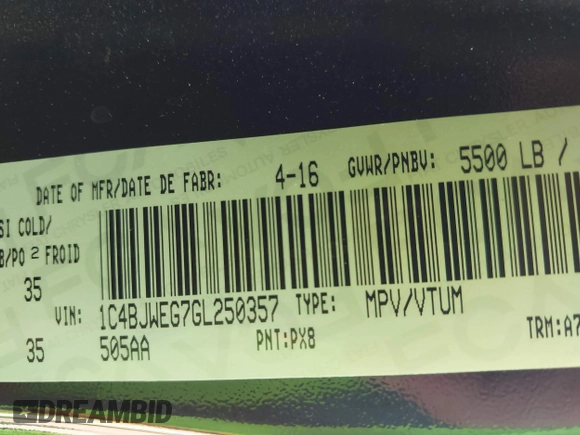 DATE OF MFR/DATE DE FABR: 4-16 GVWR/PNBV: 5500 LB /
SI COLD/
B/PO 2 FROID
35
VIN: 1C4BJWEG7GL250357 TYPE: MPV/VTUM
35 505AA PNT:PX8 TRM:A7
DREAMBID